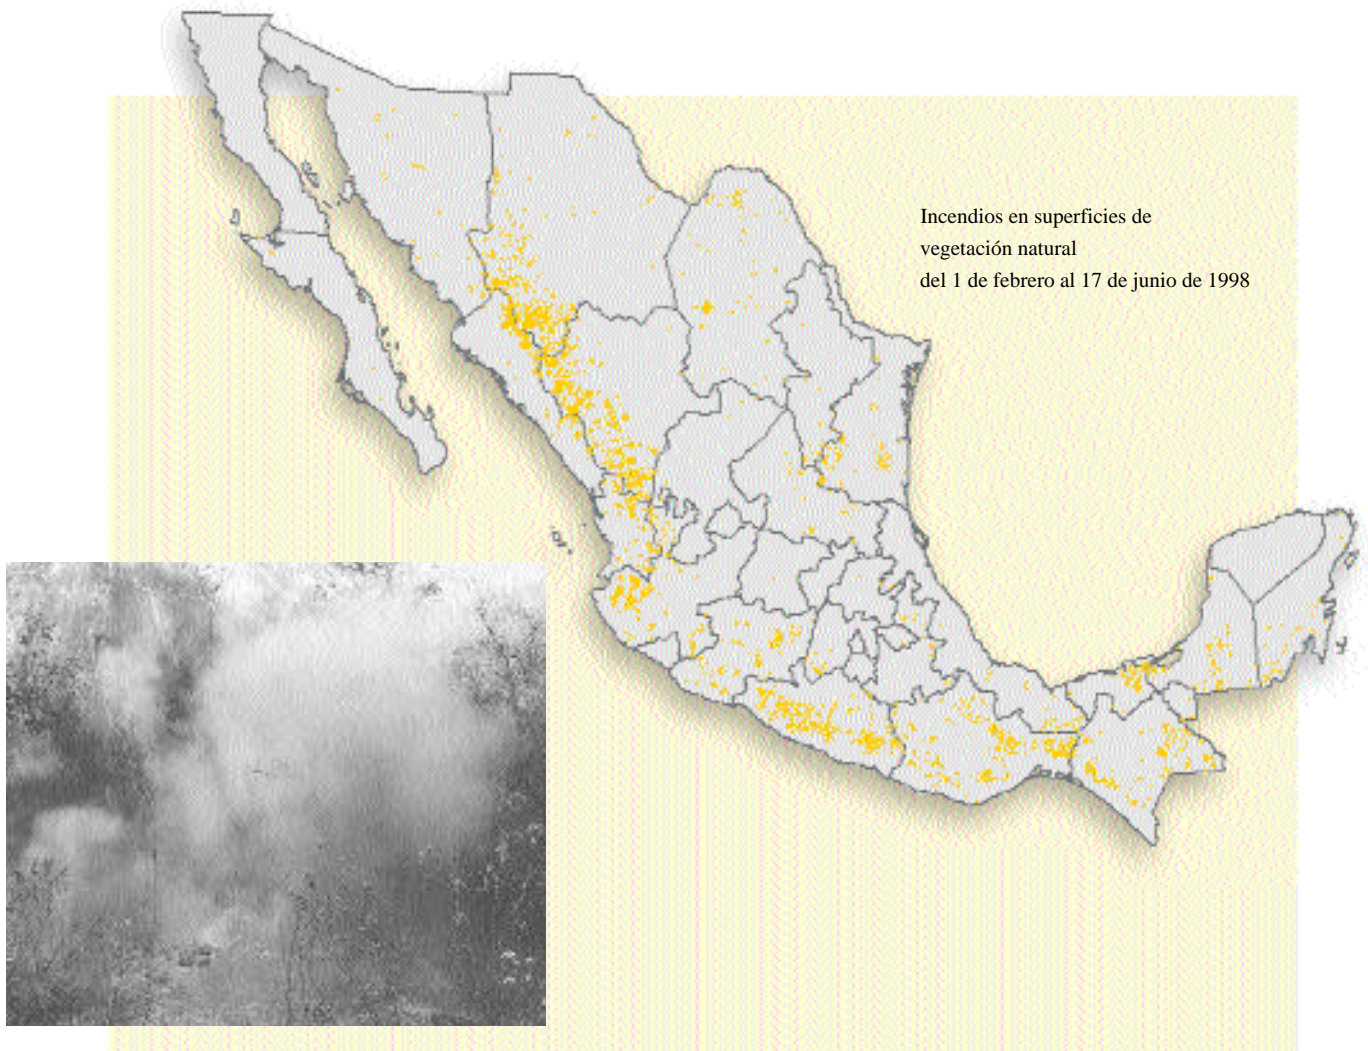 Incendios en superficies de
vegetación natural
del 1 de febrero al 17 de junio de 1998